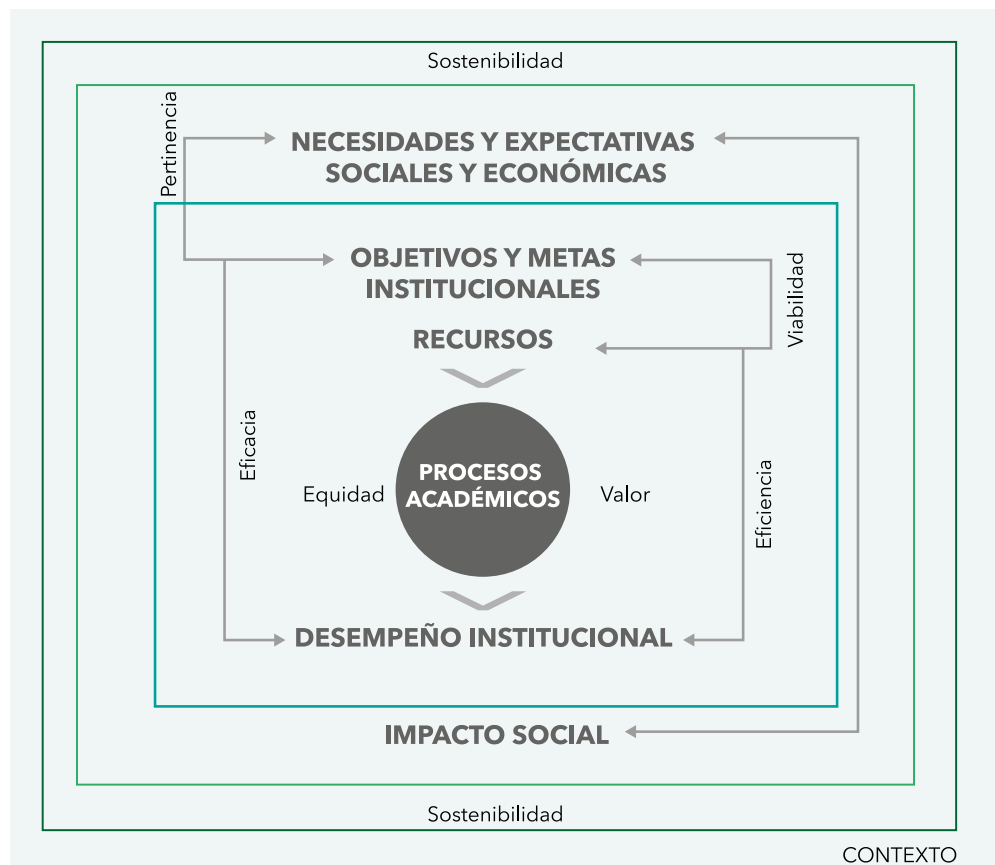 Sostenibilidad
Pertinencia
NECESIDADES Y EXPECTATIVAS
SOCIALES Y ECONÓMICAS
OBJETIVOS Y METAS
INSTITUCIONALES
Viabilidad
RECURSOS
Eficacia
Equidad
PROCESOS
ACADÉMICOS
Valor
Eficiencia
DESEMPEÑO INSTITUCIONAL
IMPACTO SOCIAL
Sostenibilidad
CONTEXTO